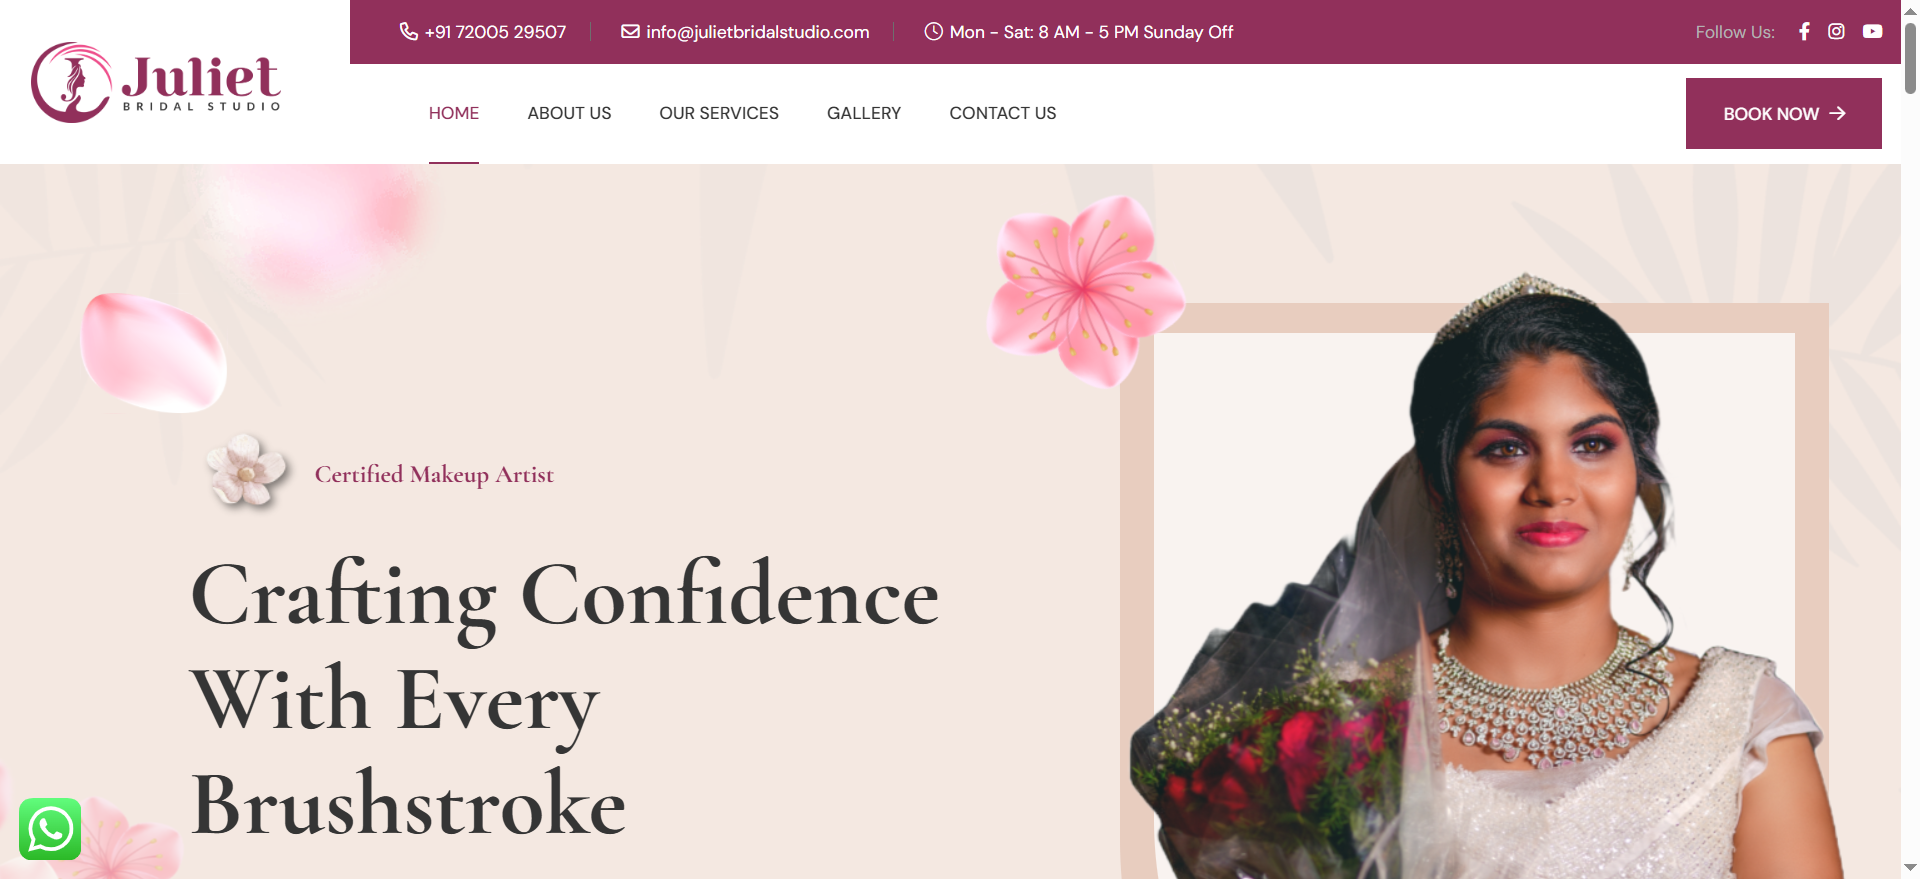 Juliet
BRIDAL STUDIO
+91 72005 29507
info@julietbridalstudio.com
Mon - Sat: 8 AM - 5 PM Sunday Off
Follow Us:
HOME
ABOUT US
OUR SERVICES
GALLERY
CONTACT US
BOOK NOW
Certified Makeup Artist
Crafting Confidence
With Every
Brushstroke